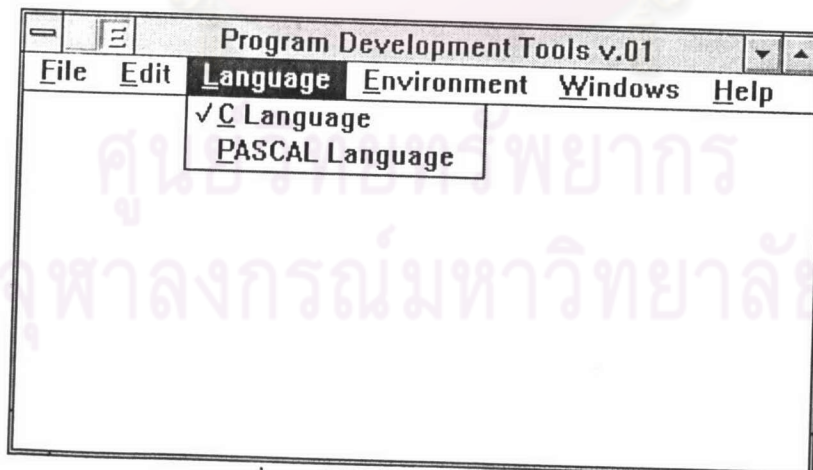 Program Development Tools v.01
File Edit Language Environment Windows Help
✓ C Language
PASCAL Language
ศูนย์วิทยทรัพยากร
จุฬาลงกรณ์มหาวิทยาลัย